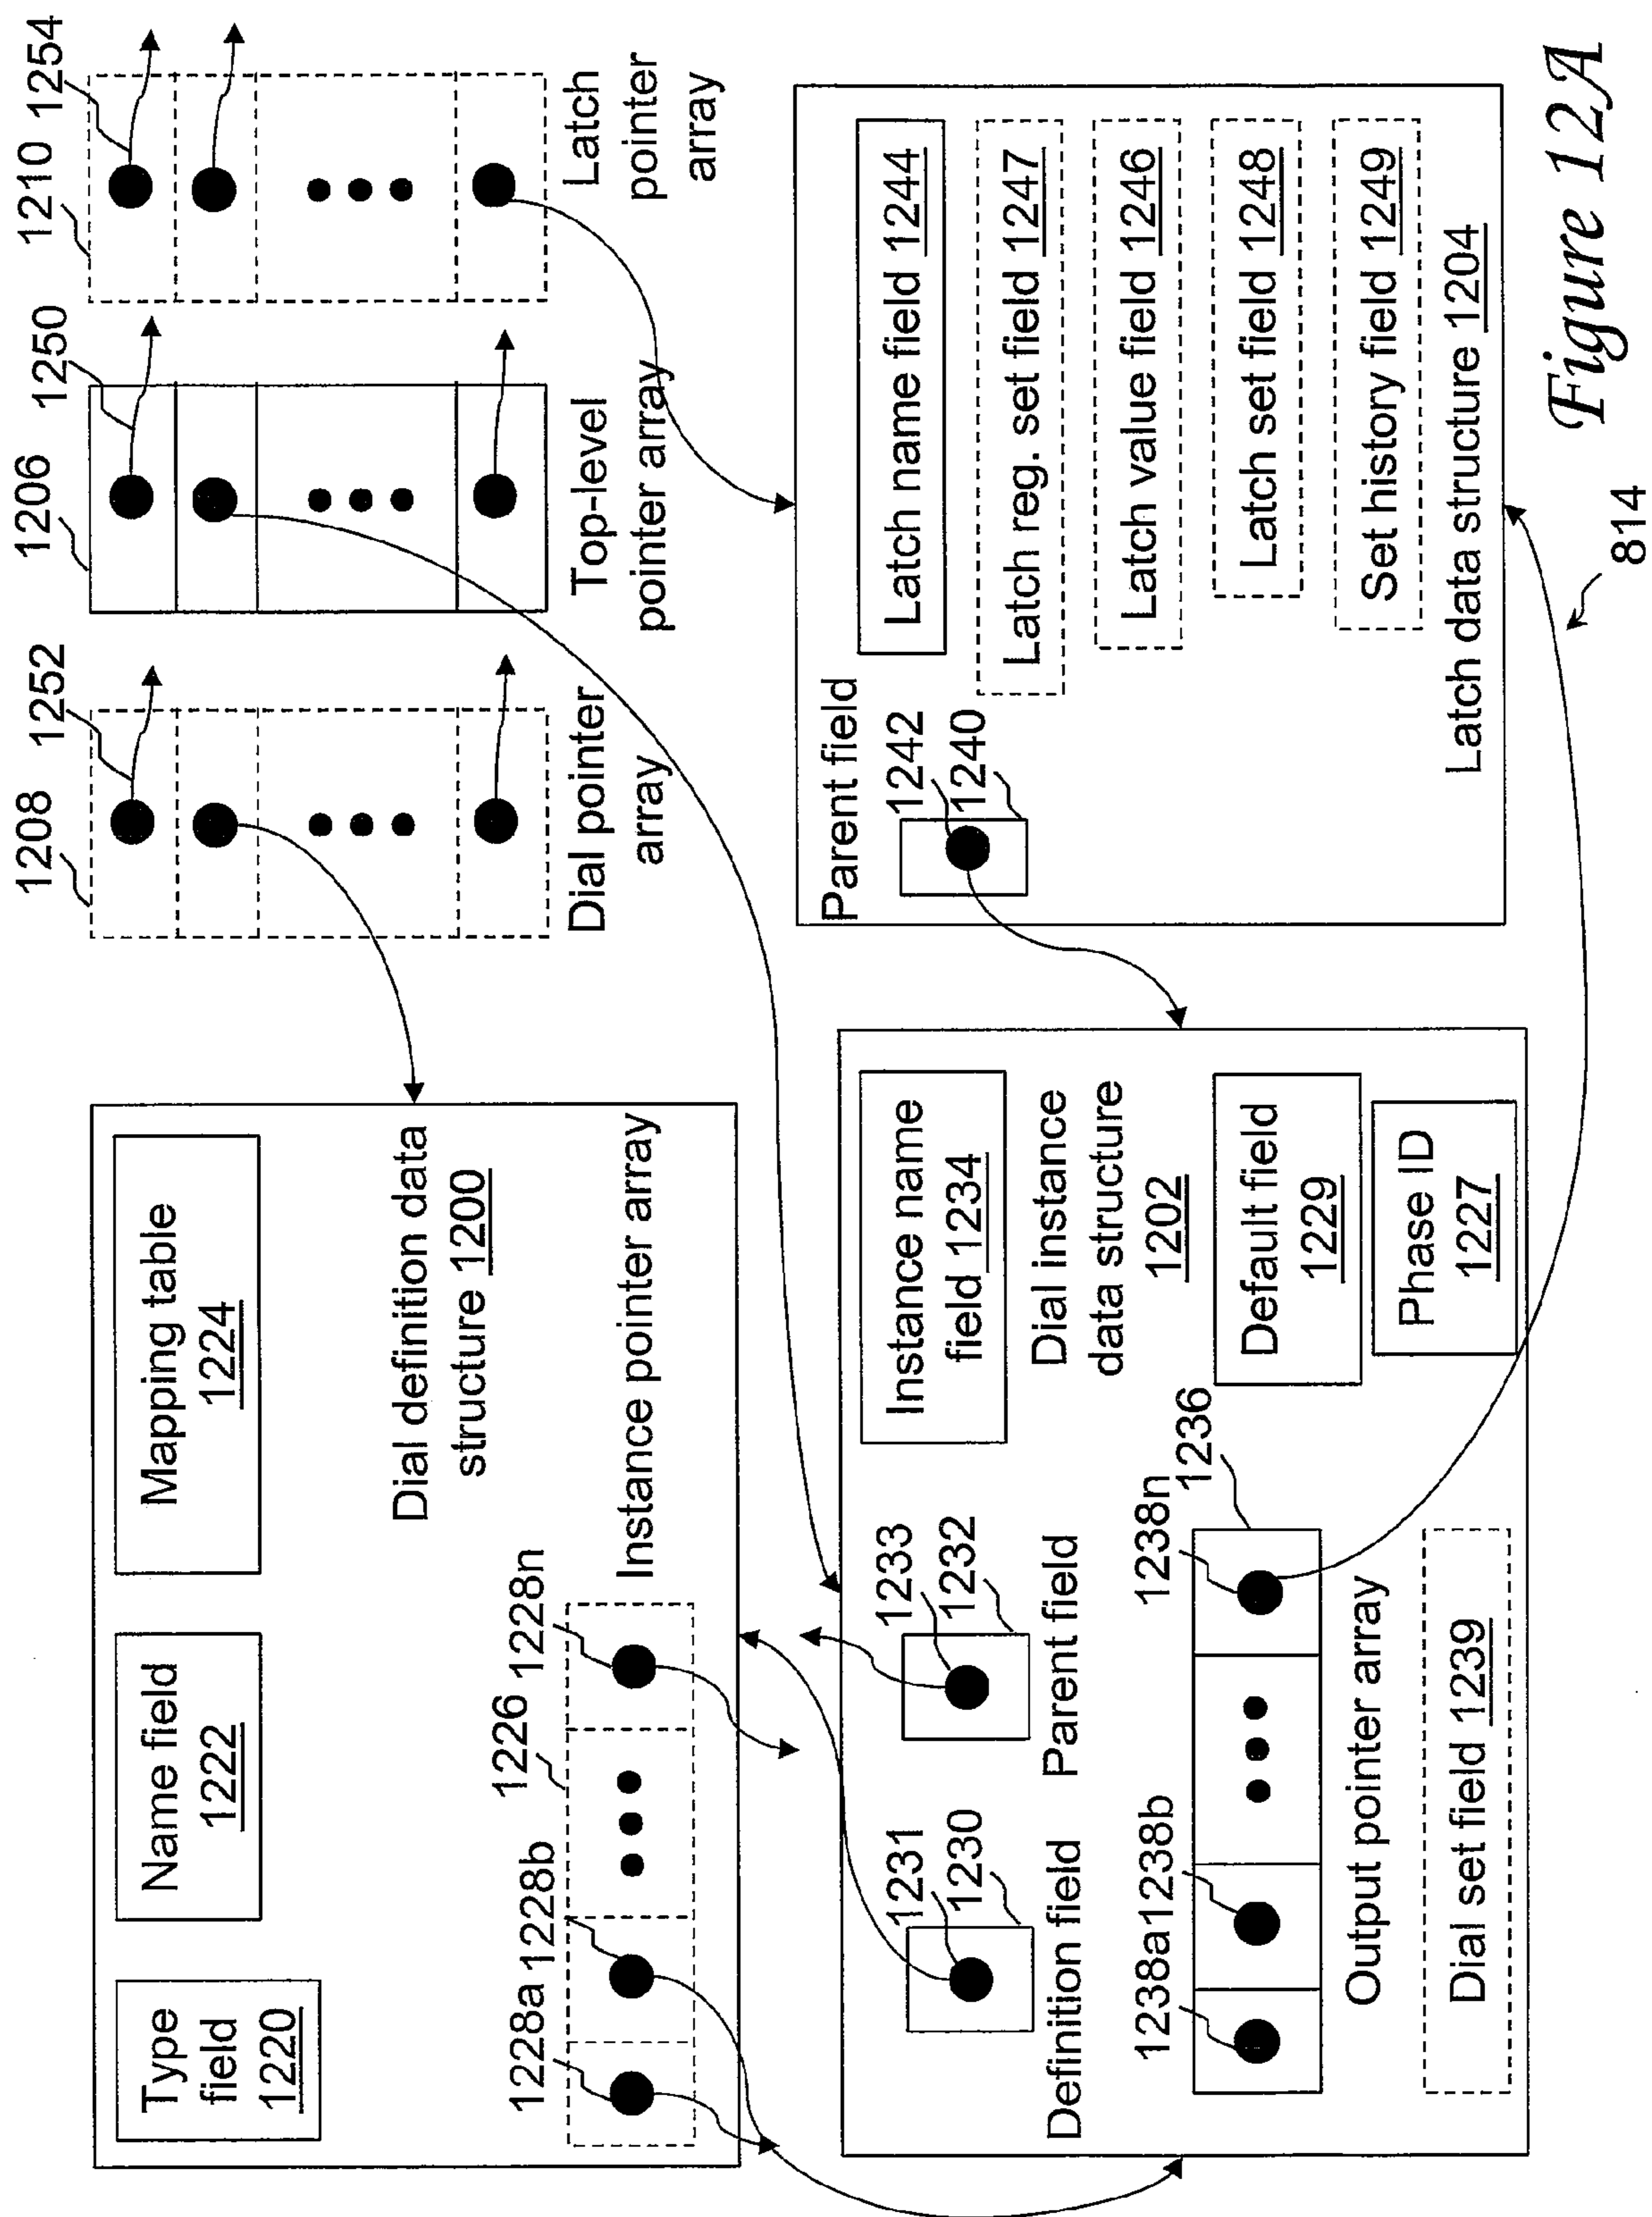 Type
field
1220
Name field
1222
Mapping table
1224
Dial definition data
structure 1200
1228a
1228b
1226
1228n
Instance pointer array
1208
1252
Dial pointer
array
1206
1250
Top-level
pointer array
1210
1254
Latch
pointer
array
1231
1230
Definition field
1233
1232
Parent field
Instance name
field 1234
Dial instance
data structure
1202
1238a
1238b
1238n
1236
Output pointer array
Default field
1229
Dial set field 1239
Phase ID
1227
Parent field
1242
1240
Latch name field 1244
Latch reg. set field 1247
Latch value field 1246
Latch set field 1248
Set history field 1249
Latch data structure 1204
814
Figure 12A